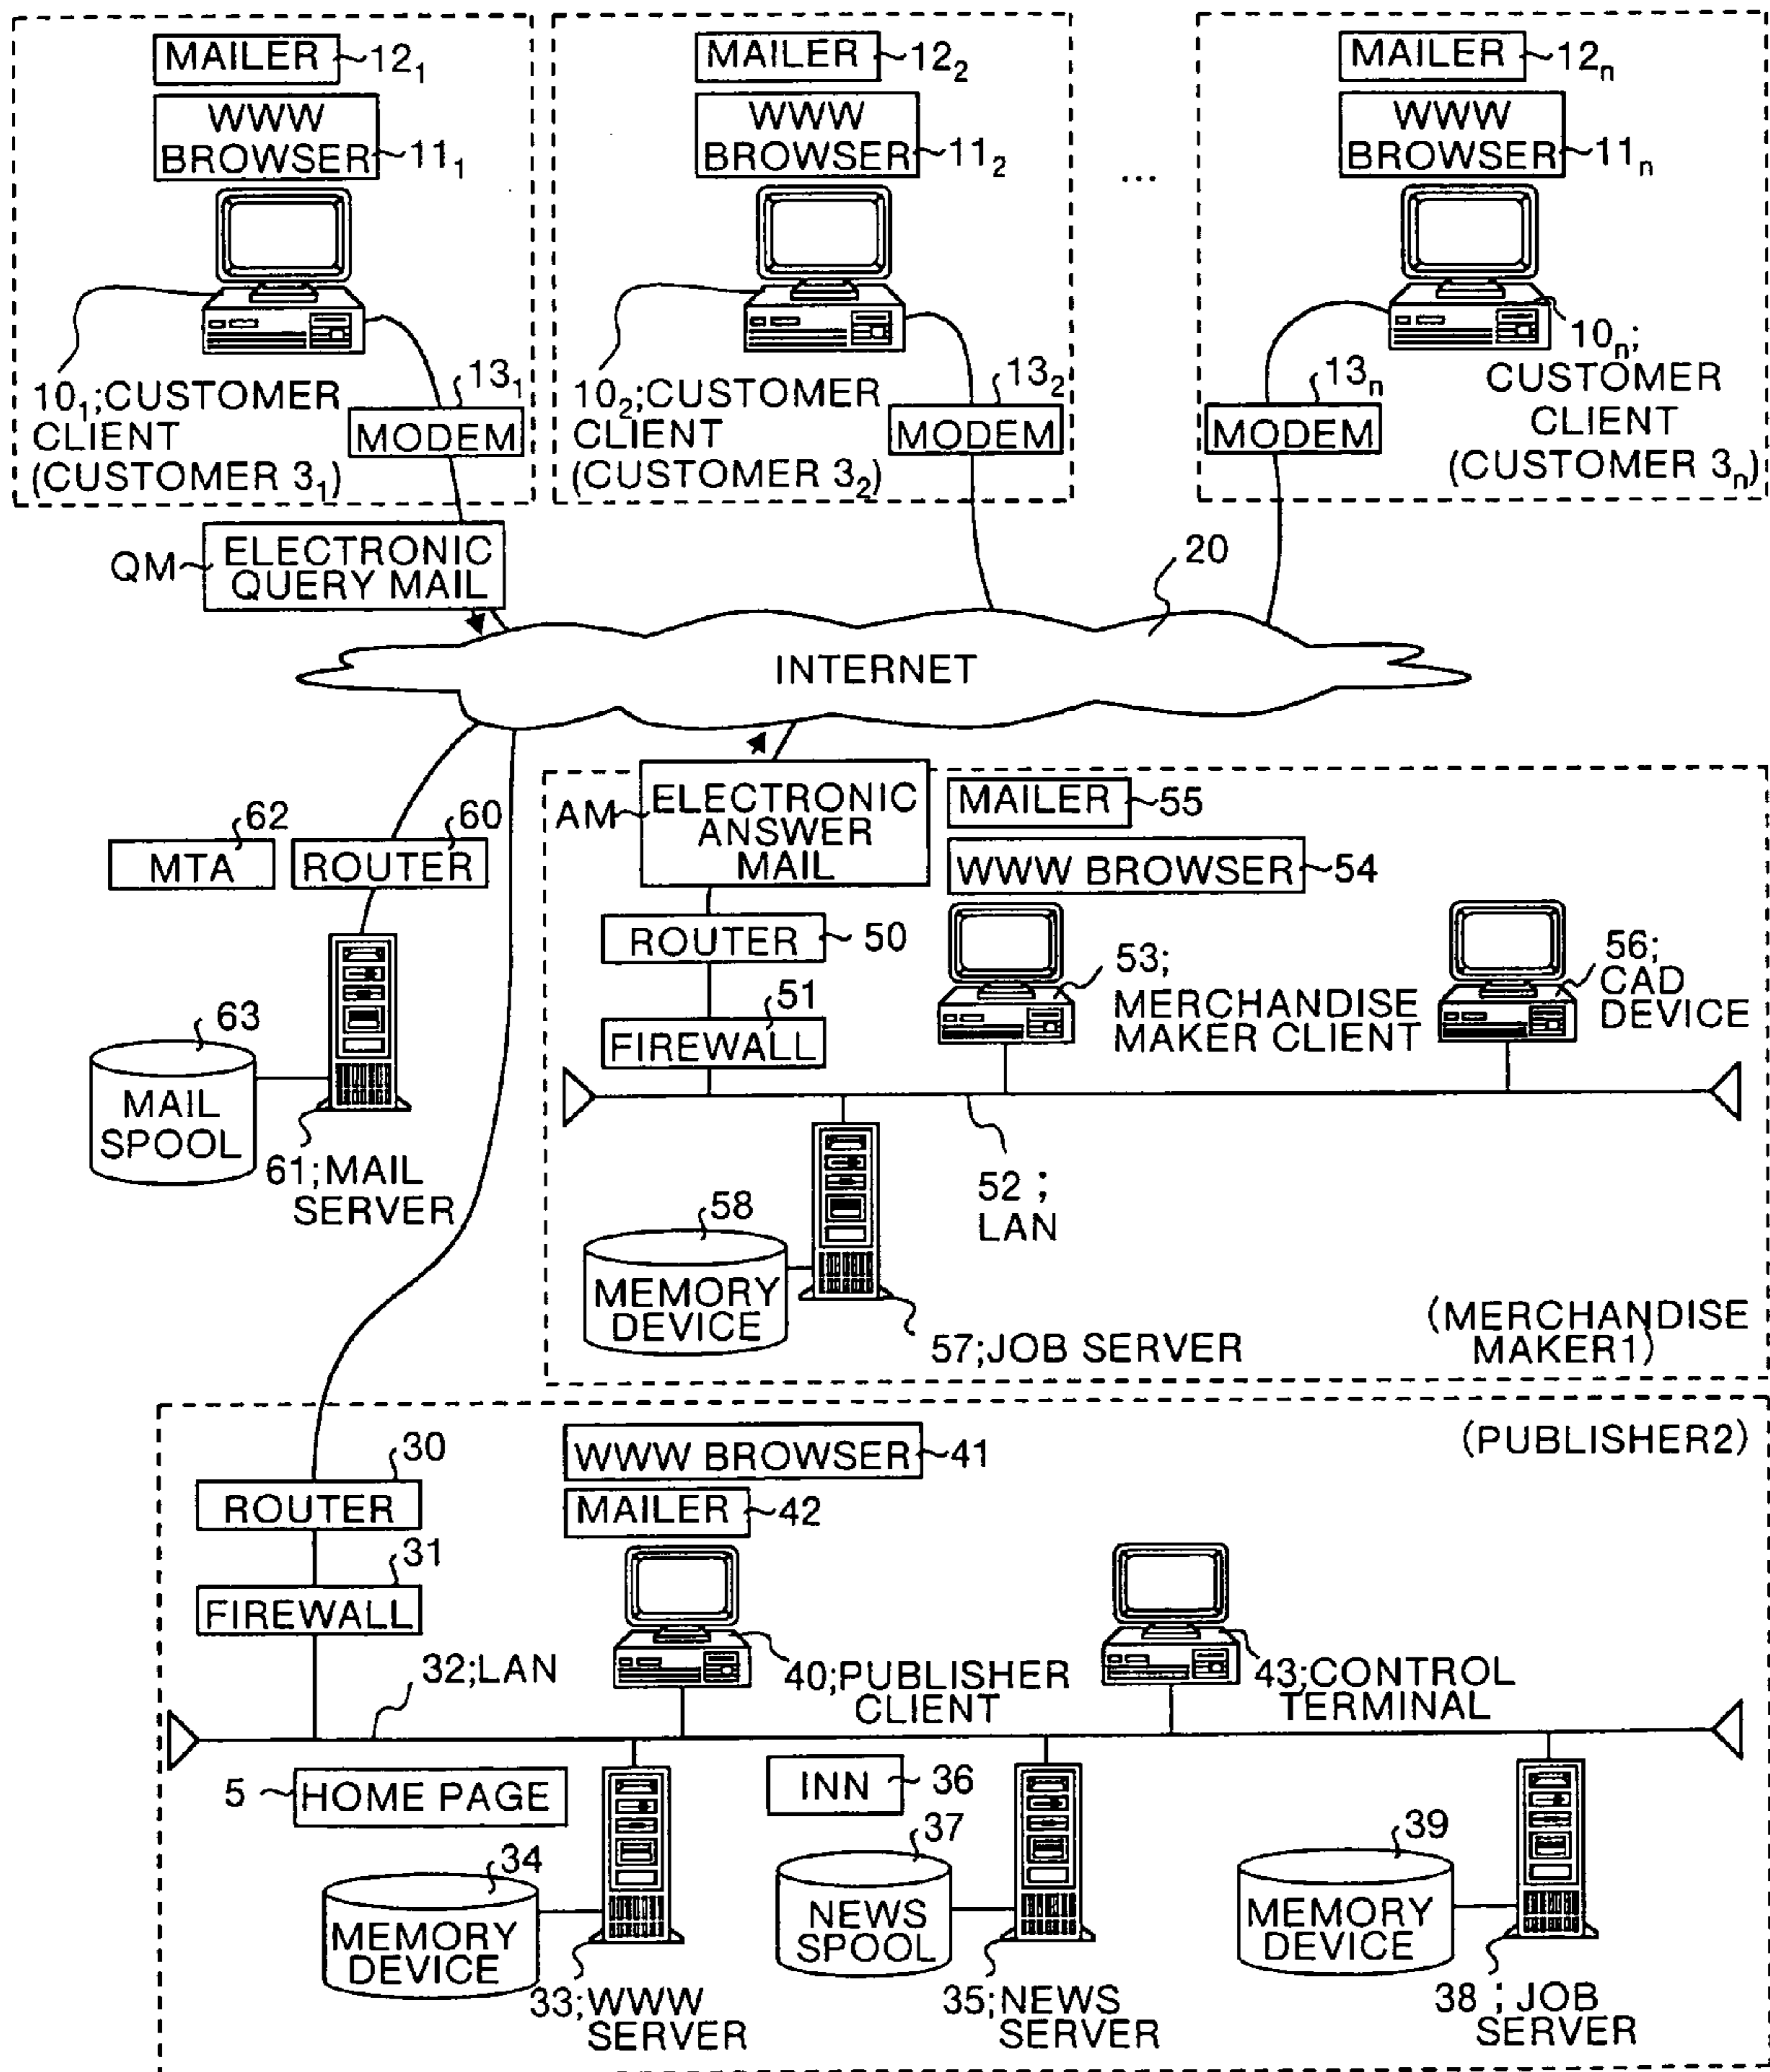 MAILER 12₁
WWW
BROWSER 11₁
10₁;CUSTOMER
CLIENT
(CUSTOMER 3₁)
13₁
MODEM
MAILER 12₂
WWW
BROWSER 11₂
10₂;CUSTOMER
CLIENT
(CUSTOMER 3₂)
13₂
MODEM
...
MAILER 12ₙ
WWW
BROWSER 11ₙ
10ₙ;
CUSTOMER
CLIENT
(CUSTOMER 3ₙ)
13ₙ
MODEM
QM
ELECTRONIC
QUERY MAIL
20
INTERNET
62
MTA
60
ROUTER
63
MAIL
SPOOL
61;MAIL
SERVER
AM
ELECTRONIC
ANSWER
MAIL
MAILER 55
WWW BROWSER 54
ROUTER 50
51
FIREWALL
53;
MERCHANDISE
MAKER CLIENT
56;
CAD
DEVICE
52 ;
LAN
58
MEMORY
DEVICE
57;JOB SERVER
(MERCHANDISE
MAKER1)
(PUBLISHER2)
WWW BROWSER 41
MAILER 42
30
ROUTER
31
FIREWALL
32;LAN
40;PUBLISHER
CLIENT
43;CONTROL
TERMINAL
5 HOME PAGE
INN 36
34
MEMORY
DEVICE
33;WWW
SERVER
37
NEWS
SPOOL
35;NEWS
SERVER
39
MEMORY
DEVICE
38 ;JOB
SERVER